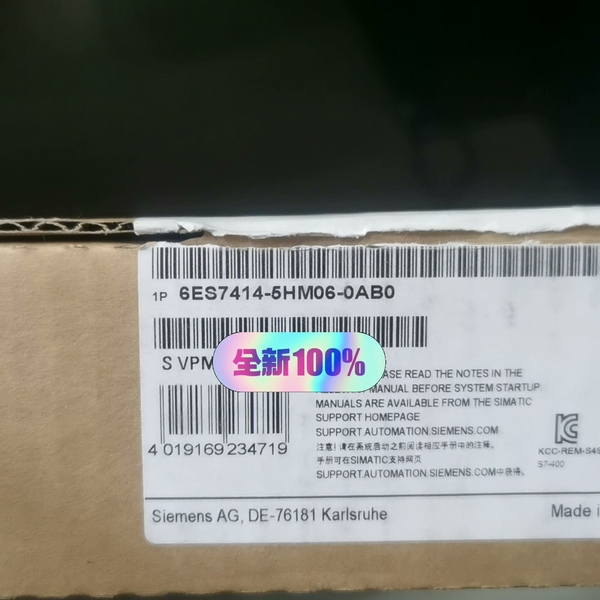 1P 6ES7414-5HM06-0AB0
S VPM
全新100%
READ THE NOTES IN THE
MANUAL BEFORE SYSTEM STARTUP.
MANUALS ARE AVAILABLE FROM THE SIMATIC
SUPPORT HOMEPAGE
SUPPORT.AUTOMATION.SIEMENS.COM
注意!请在系统启动之前阅读相应手册中的注释。
手册可在SIMATIC支持网页
SUPPORT.AUTOMATION.SIEMENS.COM中获得。
4 019169 234719
KCC-REM-S49
S7-400
Siemens AG, DE-76181 Karlsruhe
Made i